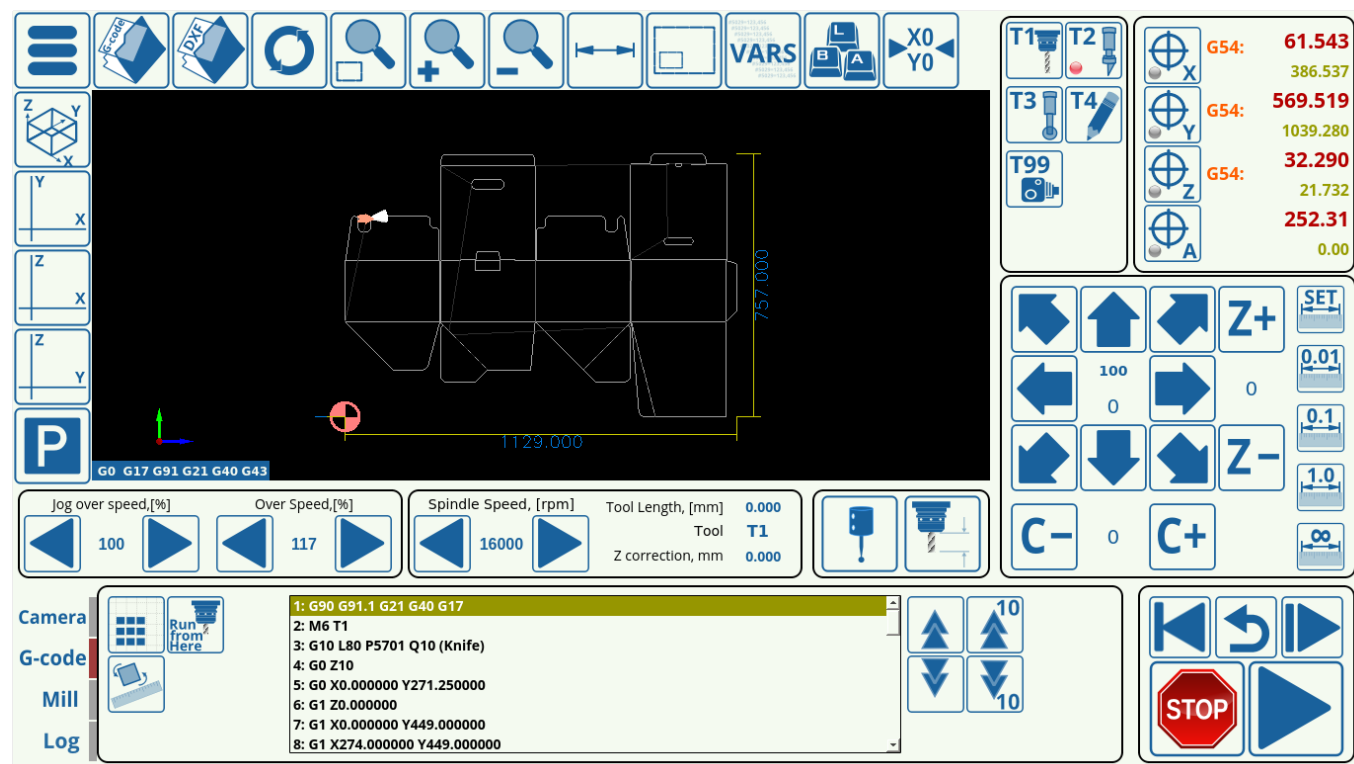 G-code
DXF
VARS
L
B
A
X0
Y0
T1
T2
T3
T4
T99
X
G54:
61.543
386.537
Y
G54:
569.519
1039.280
Z
G54:
32.290
21.732
A
252.31
0.00
Z
Y
X
Y
X
Z
X
Z
Y
P
757.000
1129.000
G0 G17 G91 G21 G40 G43
Z+
SET
100
0
0
0.01
0.1
Z−
1.0
C−
0
C+
∞
Jog over speed,[%]
100
Over Speed,[%]
117
Spindle Speed, [rpm]
16000
Tool Length, [mm]
0.000
Tool
T1
Z correction, mm
0.000
Camera
G-code
Mill
Log
Run
from
Here
1: G90 G91.1 G21 G40 G17
2: M6 T1
3: G10 L80 P5701 Q10 (Knife)
4: G0 Z10
5: G0 X0.000000 Y271.250000
6: G1 Z0.000000
7: G1 X0.000000 Y449.000000
8: G1 X274.000000 Y449.000000
10
10
STOP